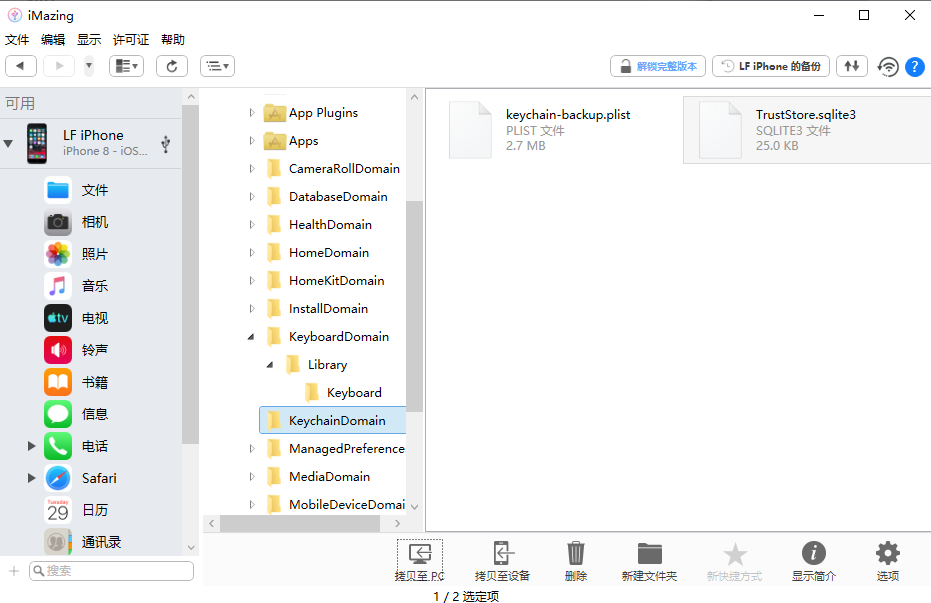 iMazing
文件 编辑 显示 许可证 帮助
解锁完整版本
LF iPhone 的备份
?
可用
LF iPhone
iPhone 8 - iOS...
文件
相机
照片
音乐
tv
电视
铃声
书籍
信息
电话
Safari
Tuesday
29
日历
通讯录
搜索
App Plugins
Apps
CameraRollDomain
DatabaseDomain
HealthDomain
HomeDomain
HomeKitDomain
InstallDomain
KeyboardDomain
Library
Keyboard
KeychainDomain
ManagedPreference
MediaDomain
MobileDeviceDomai
keychain-backup.plist
PLIST 文件
2.7 MB
TrustStore.sqlite3
SQLITE3 文件
25.0 KB
拷贝至 PC
拷贝至设备
删除
新建文件夹
新快捷方式
显示简介
选项
1 / 2 选定项